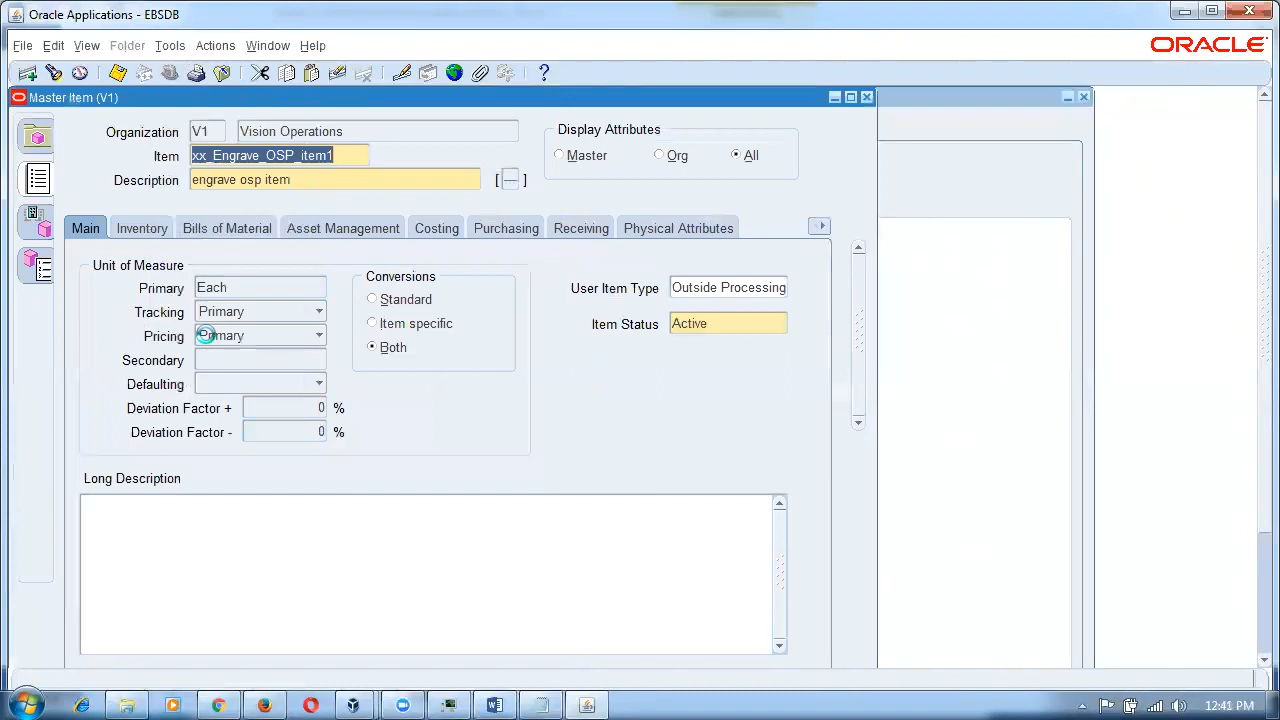 Oracle Applications - EBSDB
File Edit View Folder Tools Actions Window Help
ORACLE
Master Item (V1)
Organization V1 Vision Operations
Item xx_Engrave_OSP_item1
Description engrave osp item
Display Attributes
Master Org All
Main Inventory Bills of Material Asset Management Costing Purchasing Receiving Physical Attributes
Unit of Measure
Primary Each
Tracking Primary
Pricing Primary
Secondary
Defaulting
Deviation Factor + 0 %
Deviation Factor - 0 %
Conversions
Standard
Item specific
Both
User Item Type Outside Processing
Item Status Active
Long Description
12:41 PM